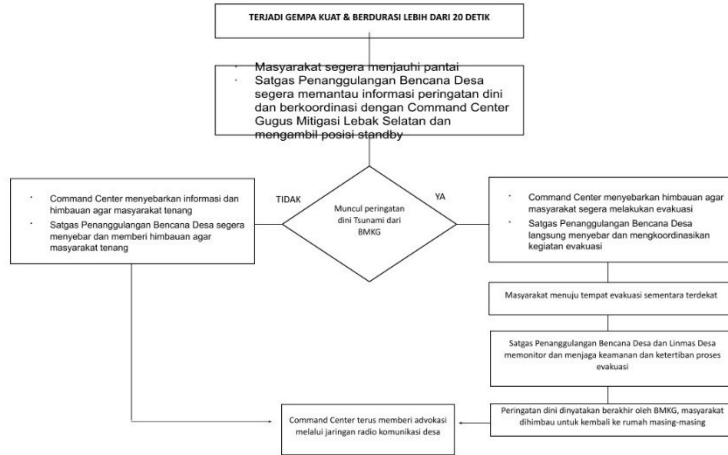 TERJADI GEMPA KUAT & BERDURASI LEBIH DARI 20 DETIK
· Masyarakat segera menjauhi pantai
· Satgas Penanggulangan Bencana Desa
segera memantau informasi peringatan dini
dan berkoordinasi dengan Command Center
Gugus Mitigasi Lebak Selatan dan
mengambil posisi standby
TIDAK
Muncul peringatan
dini Tsunami dari
BMKG
YA
· Command Center menyebarkan informasi dan
himbauan agar masyarakat tenang
· Satgas Penanggulangan Bencana Desa segera
menyebar dan memberi himbauan agar
masyarakat tenang
· Command Center menyebarkan himbauan agar
masyarakat segera melakukan evakuasi
· Satgas Penanggulangan Bencana Desa
langsung menyebar dan mengkoordinasikan
kegiatan evakuasi
Masyarakat menuju tempat evakuasi sementara terdekat
Satgas Penanggulangan Bencana Desa dan Linmas Desa
memonitor dan menjaga keamanan dan ketertiban proses
evakuasi
Peringatan dini dinyatakan berakhir oleh BMKG, masyarakat
dihimbau untuk kembali ke rumah masing-masing
Command Center terus memberi advokasi
melalui jaringan radio komunikasi desa